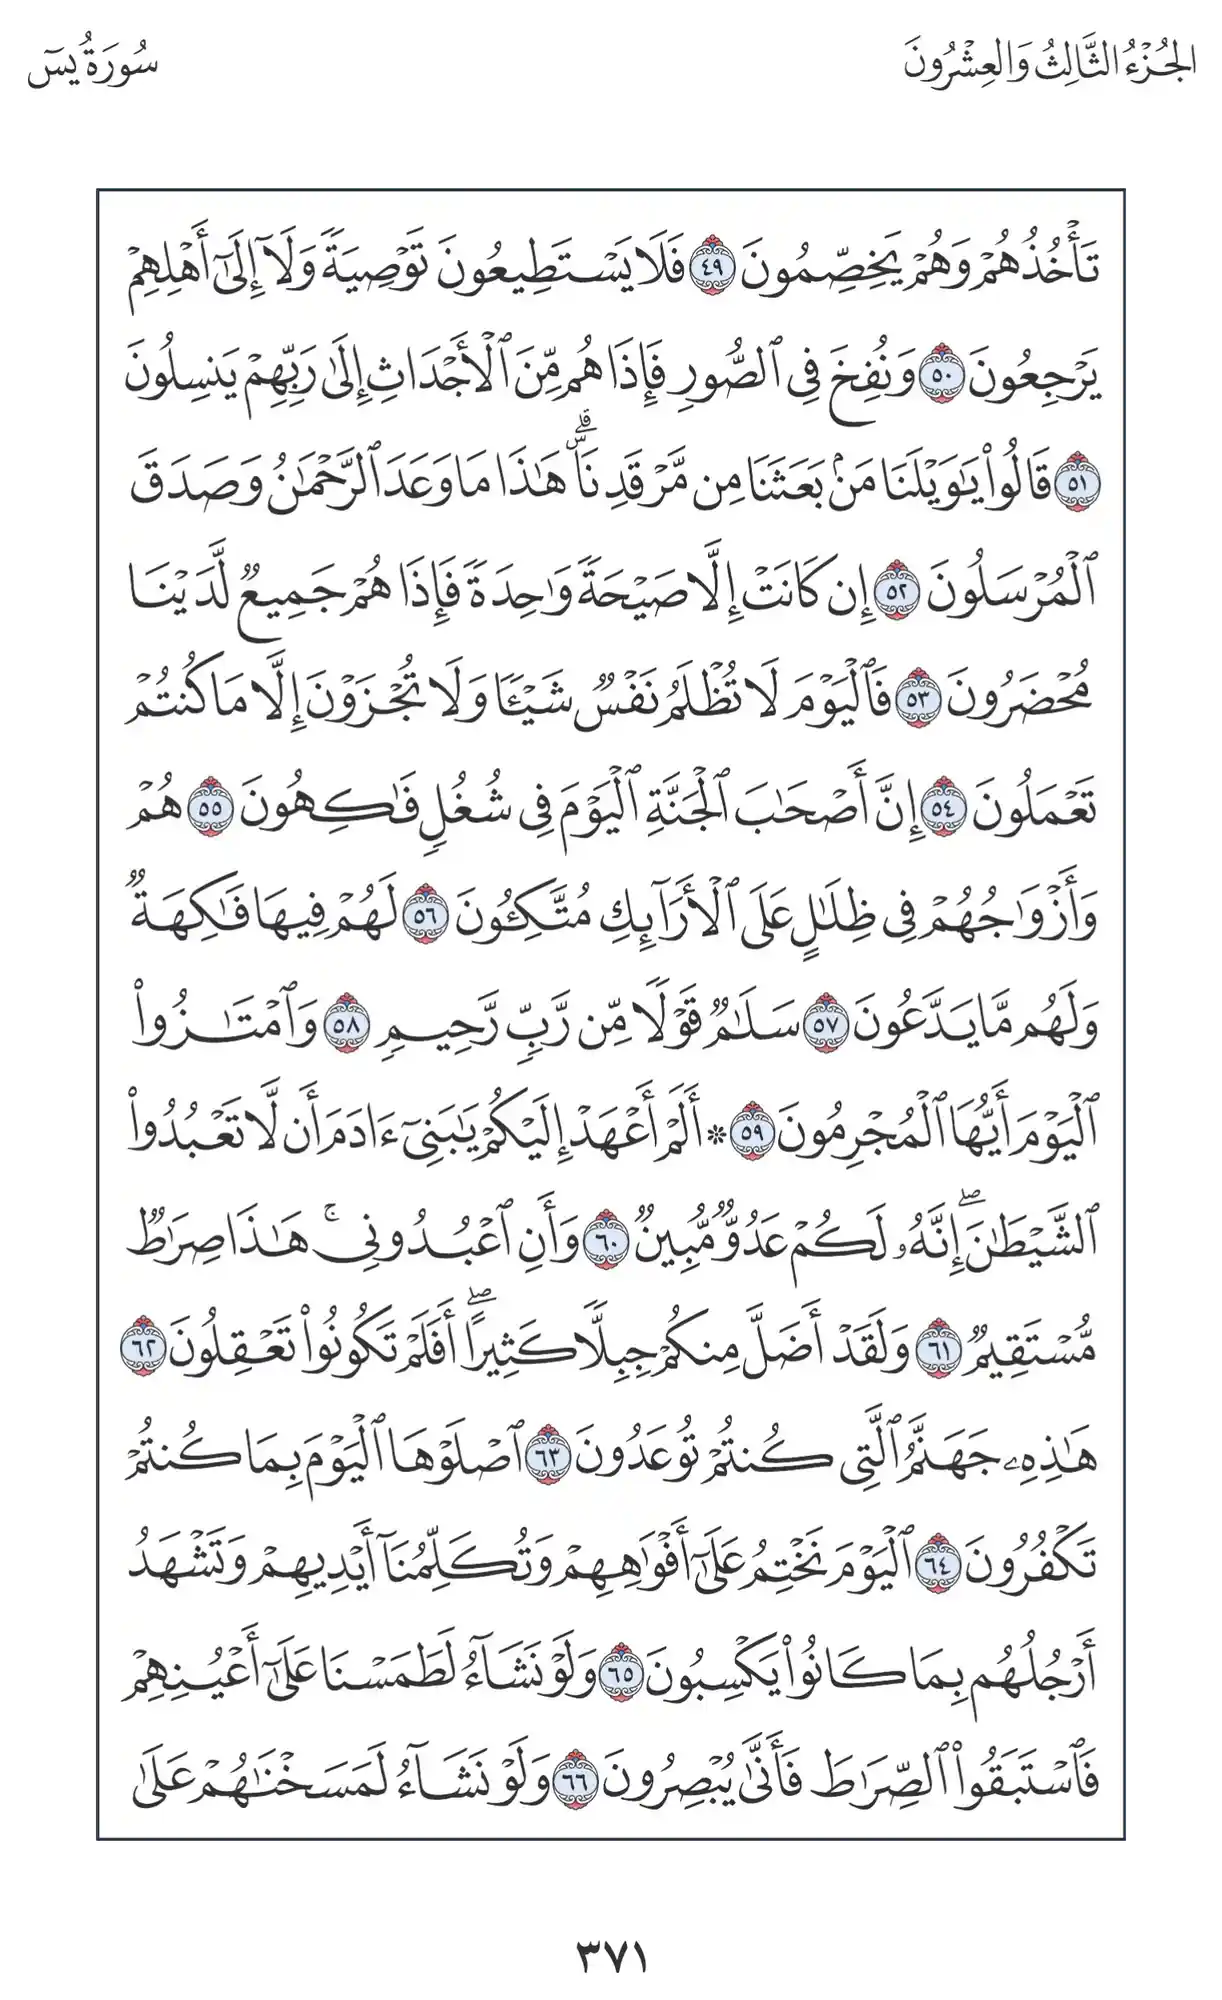 الجُزْءُ الثَّالِثُ وَالعِشْرُونَ
سُورَةُ يسٓ
تَأْخُذُهُمْ وَهُمْ يَخِصِّمُونَ ٤٩ فَلَا يَسْتَطِيعُونَ تَوْصِيَةً وَلَآ إِلَىٰٓ أَهْلِهِمْ
يَرْجِعُونَ ٥٠ وَنُفِخَ فِى ٱلصُّورِ فَإِذَا هُم مِّنَ ٱلْأَجْدَاثِ إِلَىٰ رَبِّهِمْ يَنسِلُونَ
٥١ قَالُوا۟ يَـٰوَيْلَنَا مَنۢ بَعَثَنَا مِن مَّرْقَدِنَا ۜ ۗ هَـٰذَا مَا وَعَدَ ٱلرَّحْمَـٰنُ وَصَدَقَ
ٱلْمُرْسَلُونَ ٥٢ إِن كَانَتْ إِلَّا صَيْحَةً وَٰحِدَةً فَإِذَا هُمْ جَمِيعٌ لَّدَيْنَا
مُحْضَرُونَ ٥٣ فَٱلْيَوْمَ لَا تُظْلَمُ نَفْسٌ شَيْـًٔا وَلَا تُجْزَوْنَ إِلَّا مَا كُنتُمْ
تَعْمَلُونَ ٥٤ إِنَّ أَصْحَـٰبَ ٱلْجَنَّةِ ٱلْيَوْمَ فِى شُغُلٍ فَـٰكِهُونَ ٥٥ هُمْ
وَأَزْوَٰجُهُمْ فِى ظِلَـٰلٍ عَلَى ٱلْأَرَآئِكِ مُتَّكِـُٔونَ ٥٦ لَهُمْ فِيهَا فَـٰكِهَةٌ
وَلَهُم مَّا يَدَّعُونَ ٥٧ سَلَـٰمٌ قَوْلًا مِّن رَّبٍّ رَّحِيمٍ ٥٨ وَٱمْتَـٰزُوا۟
ٱلْيَوْمَ أَيُّهَا ٱلْمُجْرِمُونَ ٥٩ ۞ أَلَمْ أَعْهَدْ إِلَيْكُمْ يَـٰبَنِىٓ ءَادَمَ أَن لَّا تَعْبُدُوا۟
ٱلشَّيْطَـٰنَ ۖ إِنَّهُۥ لَكُمْ عَدُوٌّ مُّبِينٌ ٦٠ وَأَنِ ٱعْبُدُونِى ۚ هَـٰذَا صِرَٰطٌ
مُّسْتَقِيمٌ ٦١ وَلَقَدْ أَضَلَّ مِنكُمْ جِبِلًّا كَثِيرًا ۖ أَفَلَمْ تَكُونُوا۟ تَعْقِلُونَ ٦٢
هَـٰذِهِۦ جَهَنَّمُ ٱلَّتِى كُنتُمْ تُوعَدُونَ ٦٣ ٱصْلَوْهَا ٱلْيَوْمَ بِمَا كُنتُمْ
تَكْفُرُونَ ٦٤ ٱلْيَوْمَ نَخْتِمُ عَلَىٰٓ أَفْوَٰهِهِمْ وَتُكَلِّمُنَآ أَيْدِيهِمْ وَتَشْهَدُ
أَرْجُلُهُم بِمَا كَانُوا۟ يَكْسِبُونَ ٦٥ وَلَوْ نَشَآءُ لَطَمَسْنَا عَلَىٰٓ أَعْيُنِهِمْ
فَٱسْتَبَقُوا۟ ٱلصِّرَٰطَ فَأَنَّىٰ يُبْصِرُونَ ٦٦ وَلَوْ نَشَآءُ لَمَسَخْنَـٰهُمْ عَلَىٰ
٣٧١